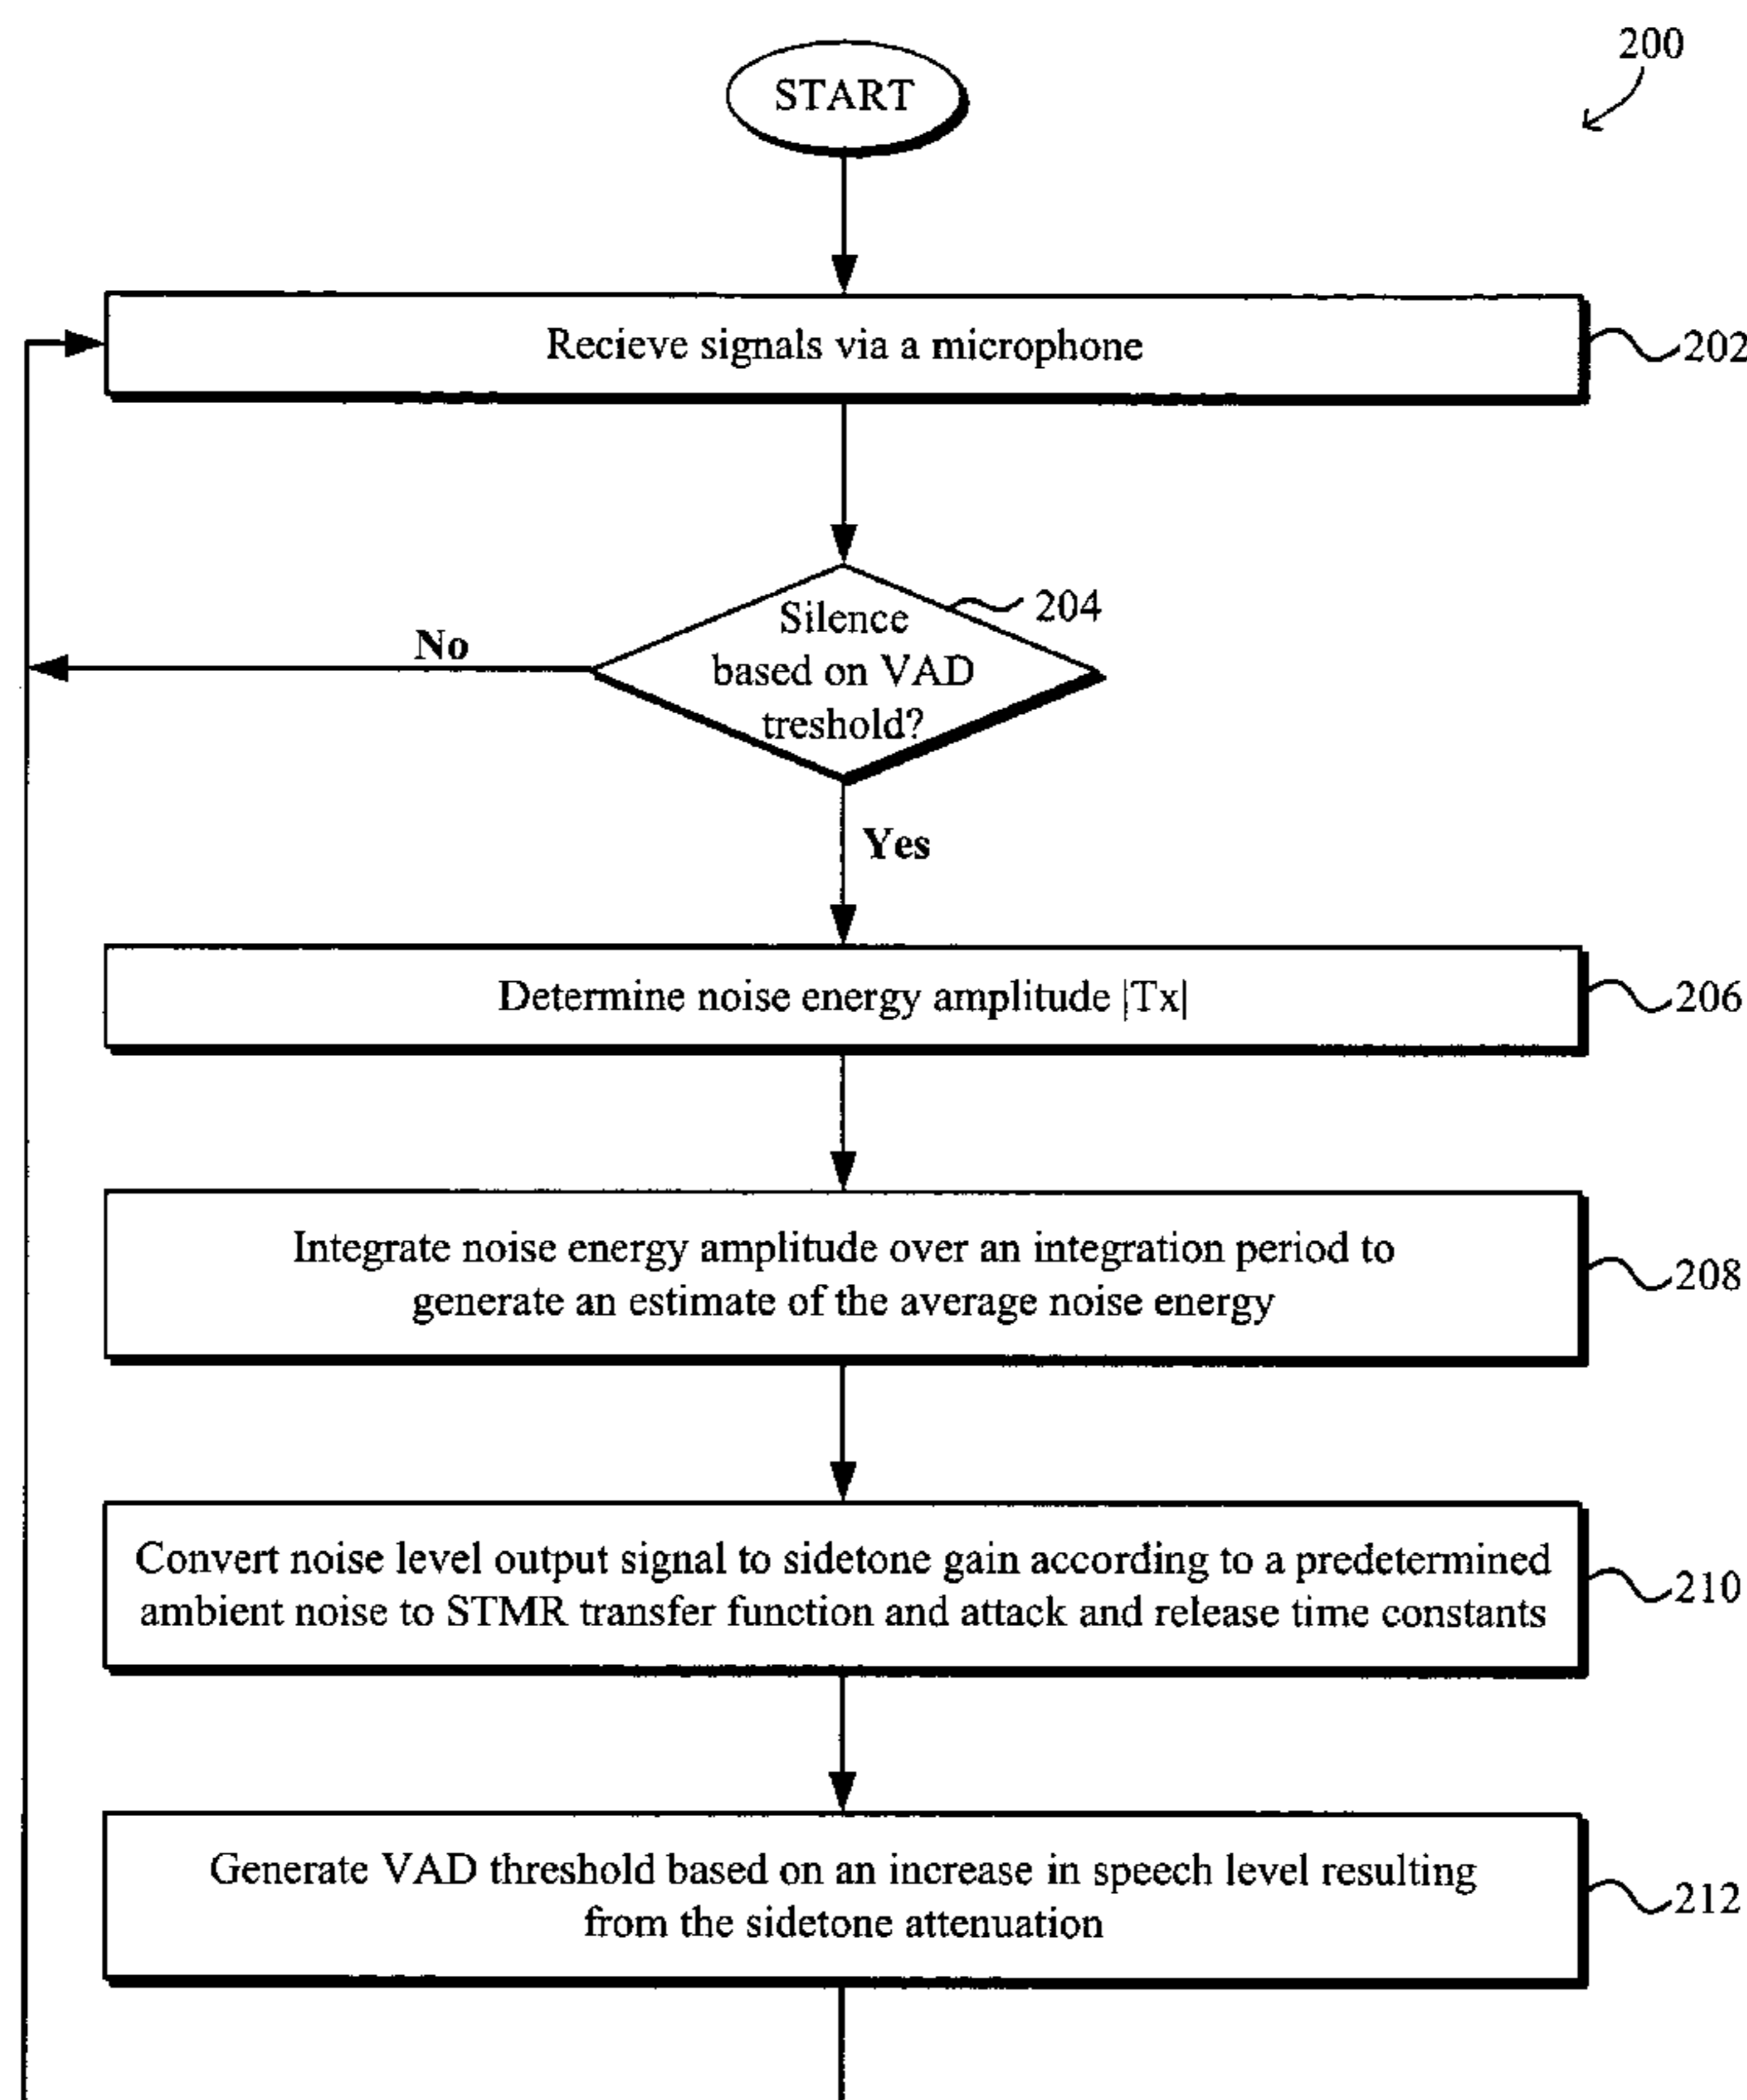 200
START
Recieve signals via a microphone
202
204
Silence
based on VAD
treshold?
No
Yes
Determine noise energy amplitude |Tx|
206
Integrate noise energy amplitude over an integration period to
generate an estimate of the average noise energy
208
Convert noise level output signal to sidetone gain according to a predetermined
ambient noise to STMR transfer function and attack and release time constants
210
Generate VAD threshold based on an increase in speech level resulting
from the sidetone attenuation
212